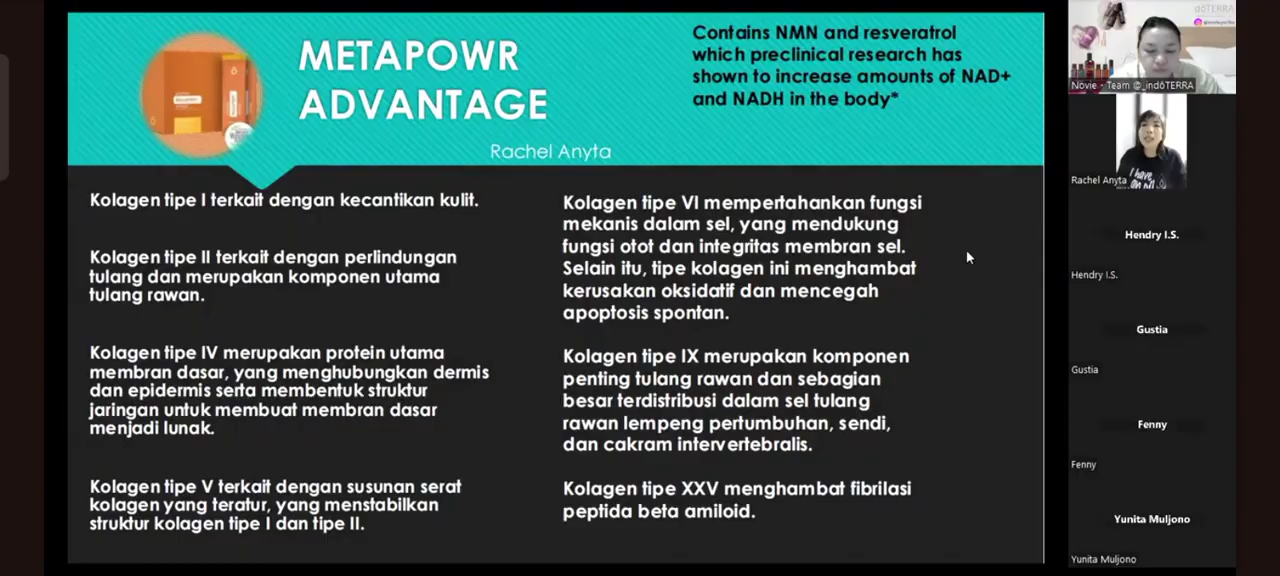 METAPOWR
ADVANTAGE
Rachel Anyta
Contains NMN and resveratrol
which preclinical research has
shown to increase amounts of NAD+
and NADH in the body*
Kolagen tipe I terkait dengan kecantikan kulit.
Kolagen tipe II terkait dengan perlindungan
tulang dan merupakan komponen utama
tulang rawan.
Kolagen tipe IV merupakan protein utama
membran dasar, yang menghubungkan dermis
dan epidermis serta membentuk struktur
jaringan untuk membuat membran dasar
menjadi lunak.
Kolagen tipe V terkait dengan susunan serat
kolagen yang teratur, yang menstabilkan
struktur kolagen tipe I dan tipe II.
Kolagen tipe VI mempertahankan fungsi
mekanis dalam sel, yang mendukung
fungsi otot dan integritas membran sel.
Selain itu, tipe kolagen ini menghambat
kerusakan oksidatif dan mencegah
apoptosis spontan.
Kolagen tipe IX merupakan komponen
penting tulang rawan dan sebagian
besar terdistribusi dalam sel tulang
rawan lempeng pertumbuhan, sendi,
dan cakram intervertebralis.
Kolagen tipe XXV menghambat fibrilasi
peptida beta amiloid.
dōTERRA
Novie - Team @_indōTERRA
I have
Rachel Anyta
Hendry I.S.
Hendry I.S.
Gustia
Gustia
Fenny
Fenny
Yunita Muljono
Yunita Muljono